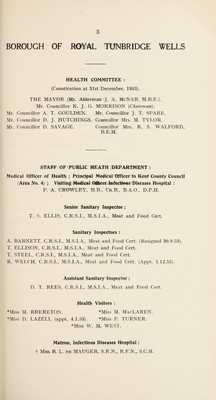 3
BOROUGH OF ROYAL TUNBRIDGE WELLS
HEALTH COMMITTEE :
(Constitution at 31st December, 1953).
THE MAYOR (Mr. Alderman J. A. McNAB, M.B.E.).
Mr. Councillor K. J. G. MORRISON (Chairman).
Mr. Councillor A. T. GOULDEN. Mr. Councillor J. T. SPARE.
Mr. Councillor D. J. HUTCHINGS. Councillor Mrs. M. TYLOR.
Mr. Councillor D. SAVAGE. Councillor Mrs. R. S. WALFORD, B.E.M.
STAFF OF PUBLIC HEATH DEPARTMENT :
Medical Officer of Health ; Principal Medical Officer to Kent County Council
(Area No. 4) ; Visiting Medical Officer Infectious Diseases Hospital :
F. A. CROWLEY, M.B., CH.B., B.A.O., D.P.H.
Senior Sanitary Inspector :
T. S. ELLIS, C.R.S.I., M.S.I.A., Meat and Food Cert.
Sanitary Inspectors :
A. BARNETT, C.R.S.I., M.S.I.A., Meat and Food Cert. (Resigned 30.9.53).
T. ELLISON, C.R.S.I., M.S.I.A., Meat and Food Cert.
T. STEEL, C.R.S.I., M.S.I.A., Meat and Food Cert.
R. WELCH, C.R.S.I., M.S.I.A., Meat and Food Cert. (Appt. 1.12.53).
Assistant Sanitary Inspector :
D. T. REES, C.R.S.I., M.S.I.A., Meat and Food Cert.
Health Visitors :
*Miss M. BRERETON. *Miss M. MacLAREN.
*Miss D. LAZELL (appt. 4.1.53). *Miss P. TURNER.
*Miss W. M. WEST.
Matron, Infectious Diseases Hospital :
† Miss B. L. DE MAUGER, S.R.N., R.F.N., S.C.M.